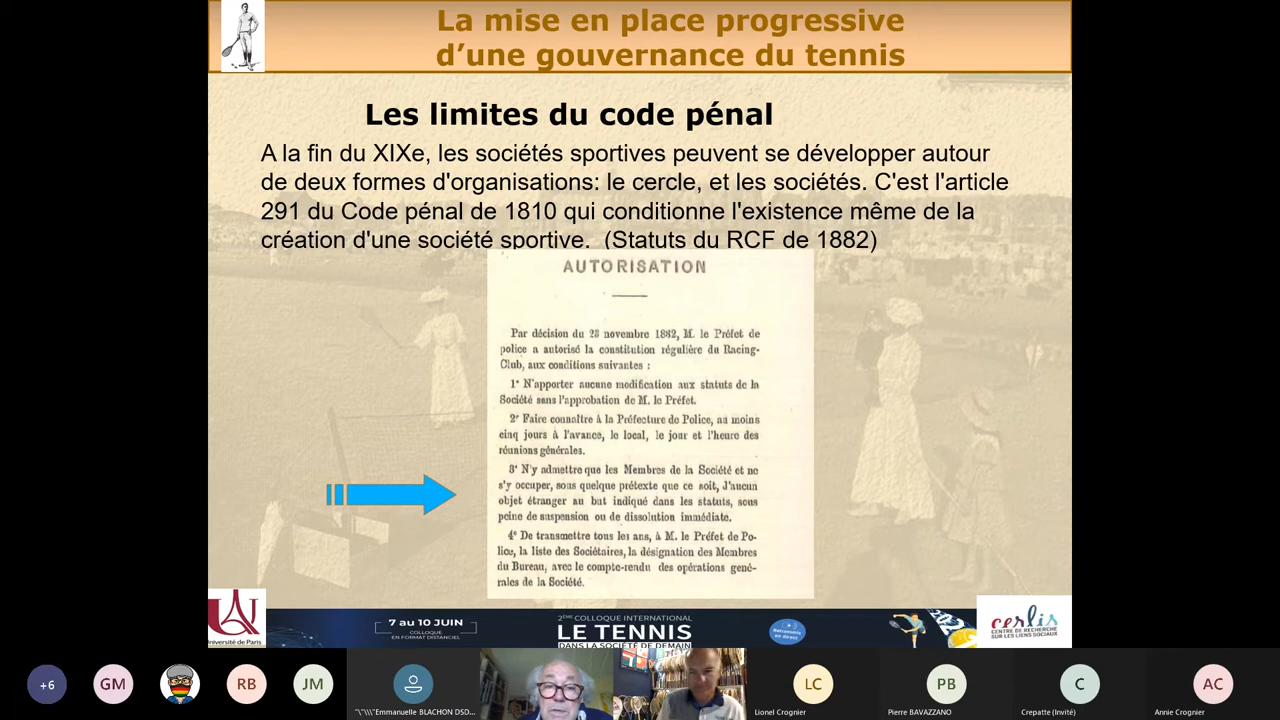 La mise en place progressive
d’une gouvernance du tennis
Les limites du code pénal
A la fin du XIXe, les sociétés sportives peuvent se développer autour
de deux formes d'organisations: le cercle, et les sociétés. C'est l'article
291 du Code pénal de 1810 qui conditionne l'existence même de la
création d'une société sportive. (Statuts du RCF de 1882)
AUTORISATION
Par décision du 28 novembre 1882, M. le Préfet de
police a autorisé la constitution régulière du Racing-
Club, aux conditions suivantes :
1° N'apporter aucune modification aux statuts de la
Société sans l'approbation de M. le Préfet.
2° Faire connaître à la Préfecture de Police, au moins
cinq jours à l'avance, le local, le jour et l'heure des
réunions générales.
3° N'y admettre que les Membres de la Société et ne
s'y occuper, sous quelque prétexte que ce soit, d'aucun
objet étranger au but indiqué dans les statuts, sous
peine de suspension ou de dissolution immédiate.
4° De transmettre tous les ans, à M. le Préfet de Po-
lice, la liste des Sociétaires, la désignation des Membres
du Bureau, avec le compte-rendu des opérations géné-
rales de la Société.
Université de Paris
7 au 10 JUIN
COLLOQUE
EN FORMAT DISTANCIEL
2ÈME COLLOQUE INTERNATIONAL
LE TENNIS
DANS LA SOCIÉTÉ DE DEMAIN
Retransmis
en direct
202
cerlis
CENTRE DE RECHERCHE
SUR LES LIENS SOCIAUX
+6
GM
RB
JM
"\"\\\"Emmanuelle BLACHON DSD...
LC
Lionel Crognier
PB
Pierre BAVAZZANO
C
Crepatte (Invité)
AC
Annie Crognier